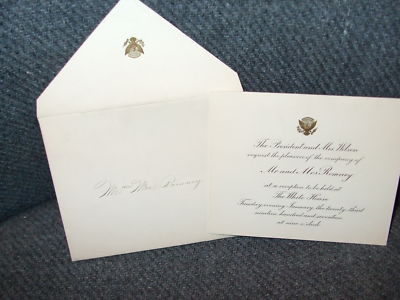 Mr and Mrs Romney
The President and Mrs Wilson
request the pleasure of the company of
Mr and Mrs Romney
at a reception to be held at
The White House
Tuesday evening January the twenty third
nineteen hundred and seventeen
at nine o'clock